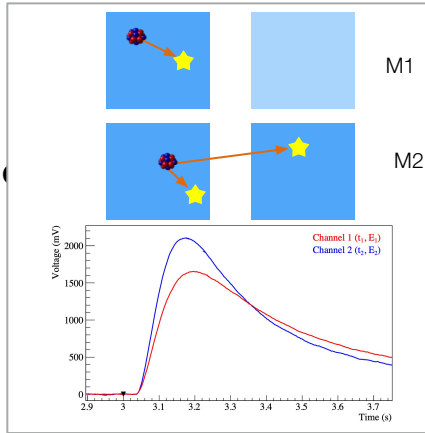 M1
M2
Voltage (mV)
2000
1500
1000
500
0
Channel 1 (t₁, E₁)
Channel 2 (t₂, E₂)
2.9 3 3.1 3.2 3.3 3.4 3.5 3.6 3.7
Time (s)